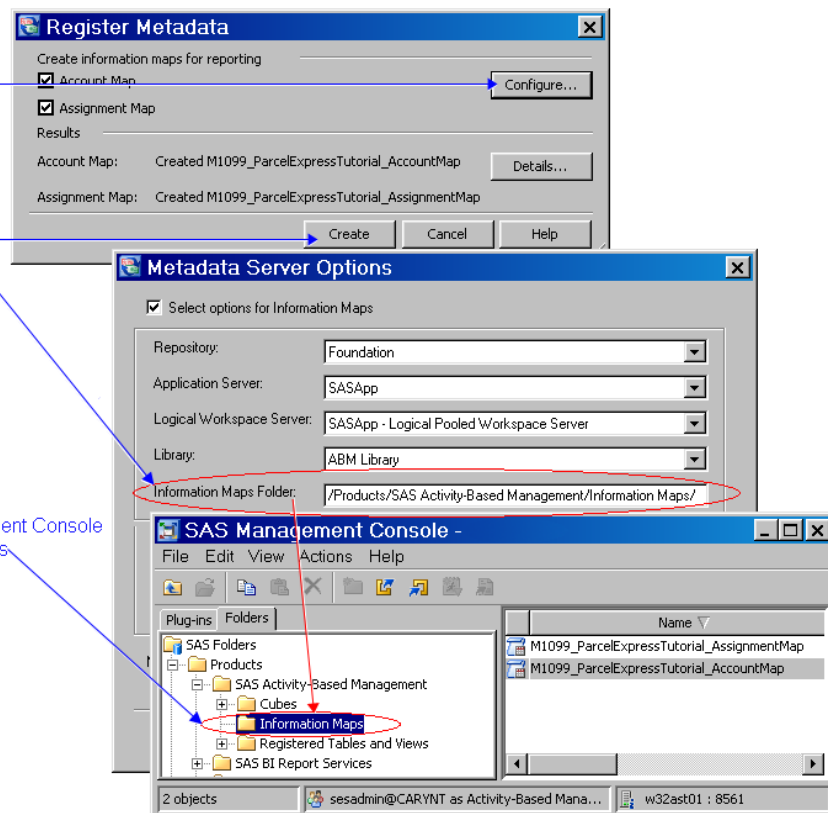 Register Metadata
Create information maps for reporting
Account Map
Configure...
Assignment Map
Results
Account Map: Created M1099_ParcelExpressTutorial_AccountMap
Details...
Assignment Map: Created M1099_ParcelExpressTutorial_AssignmentMap
Create Cancel Help
Metadata Server Options
Select options for Information Maps
Repository: Foundation
Application Server: SASApp
Logical Workspace Server: SASApp - Logical Pooled Workspace Server
Library: ABM Library
Information Maps Folder: /Products/SAS Activity-Based Management/Information Maps/
ent Console
s
SAS Management Console -
File Edit View Actions Help
Plug-ins Folders
SAS Folders
Products
SAS Activity-Based Management
Cubes
Information Maps
Registered Tables and Views
SAS BI Report Services
Name
M1099_ParcelExpressTutorial_AssignmentMap
M1099_ParcelExpressTutorial_AccountMap
2 objects
sesadmin@CARYNT as Activity-Based Mana...
w32ast01 : 8561